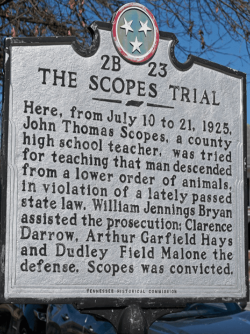 2B 23
THE SCOPES TRIAL
Here, from July 10 to 21, 1925,
John Thomas Scopes, a county
high school teacher, was tried
for teaching that man descended
from a lower order of animals,
in violation of a lately passed
state law. William Jennings Bryan
assisted the prosecution; Clarence
Darrow, Arthur Garfield Hays
and Dudley Field Malone the
defense. Scopes was convicted.
TENNESSEE HISTORICAL COMMISSION